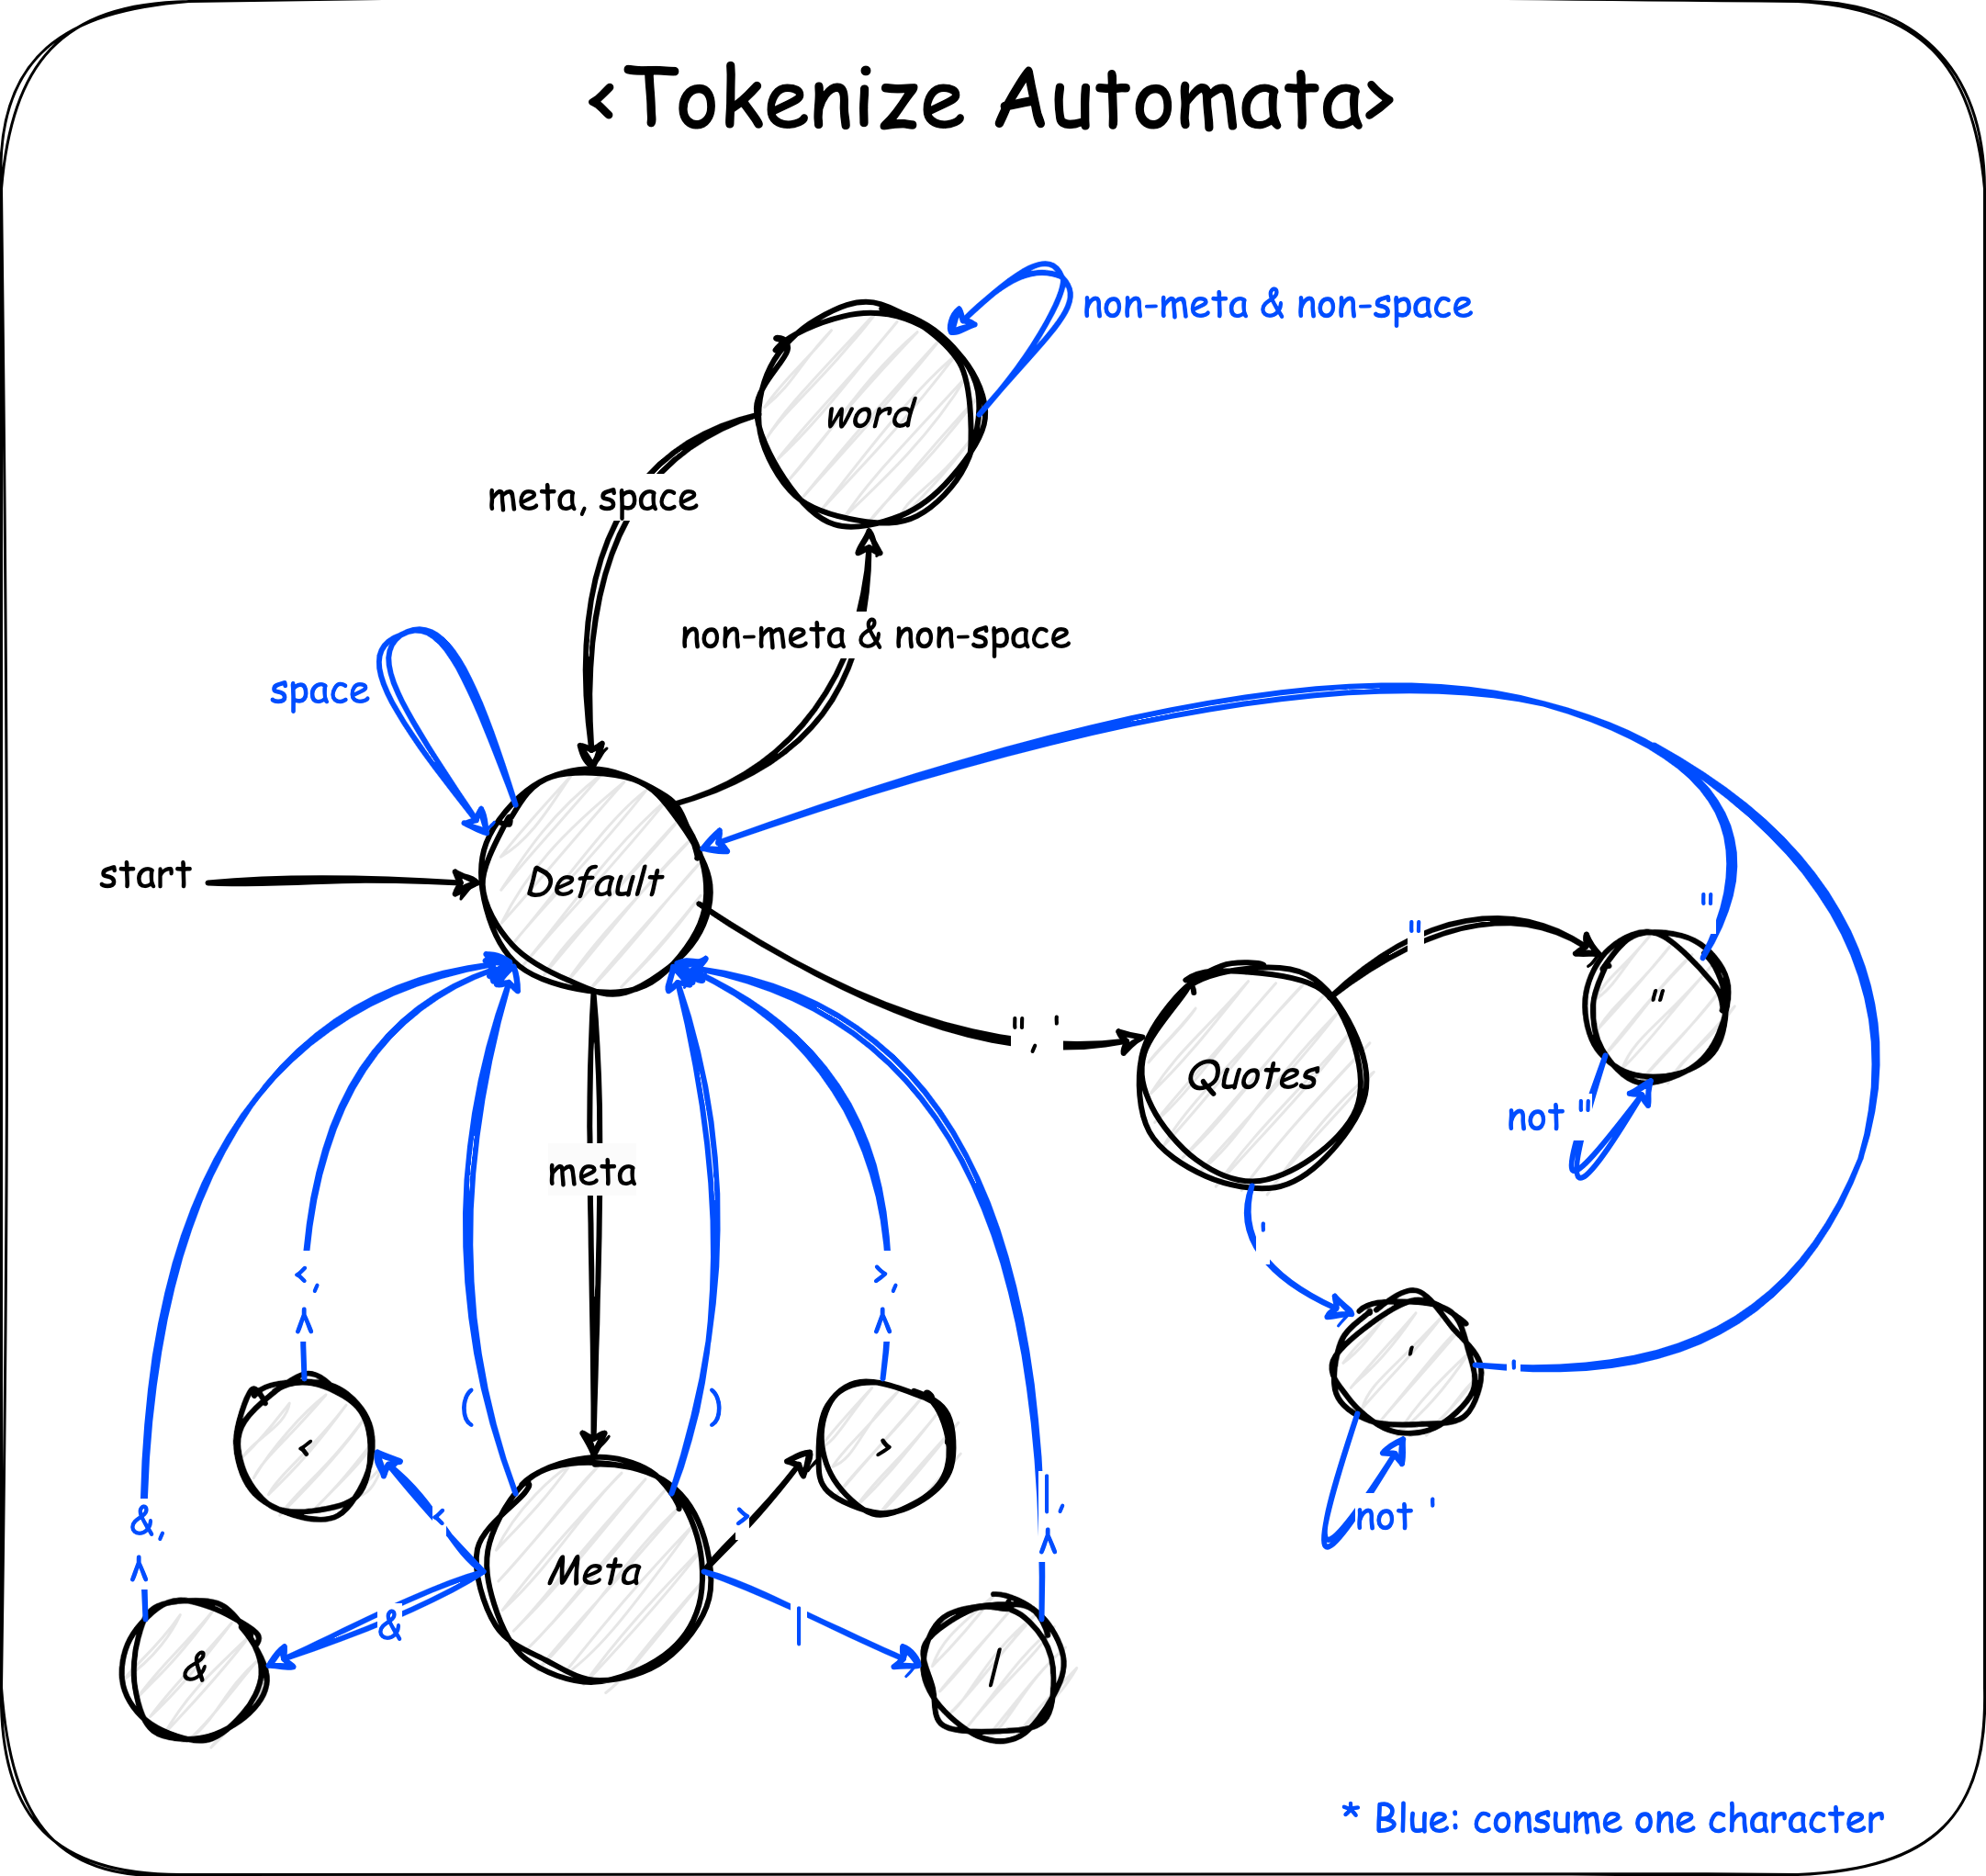 <Tokenize Automata>
non-meta & non-space
word
meta, space
non-meta & non-space
space
start
Default
"
"
"
", '
Quotes
not "
meta
'
<,
^
>,
^
'
'
(
)
<
>
|,
^
&,
^
<
>
not '
Meta
&
|
&
|
* Blue: consume one character